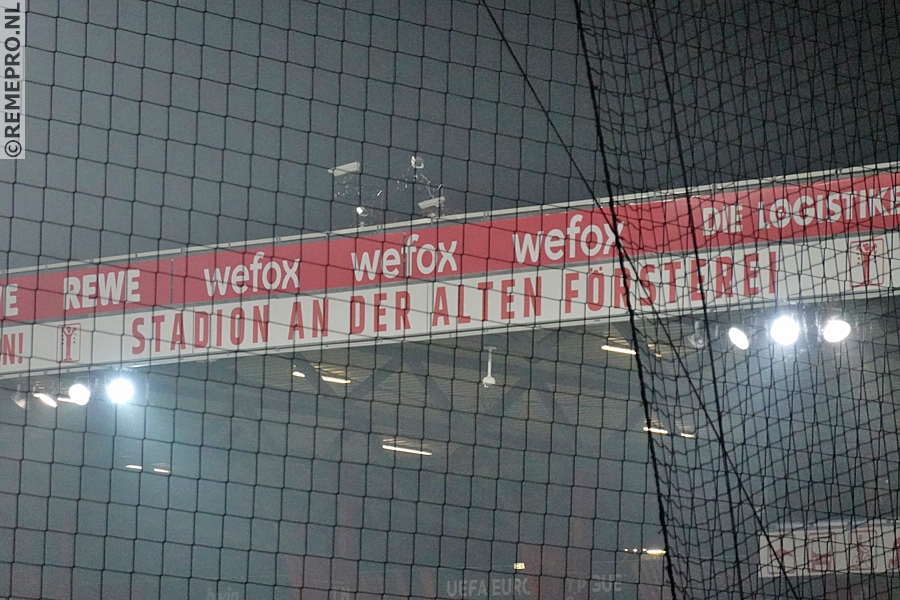 ©REMEPRO.NL
REWE wefox wefox wefox DIE LOGISTIKE
N! STADION AN DER ALTEN FÖRSTEREI
UEFA EURO